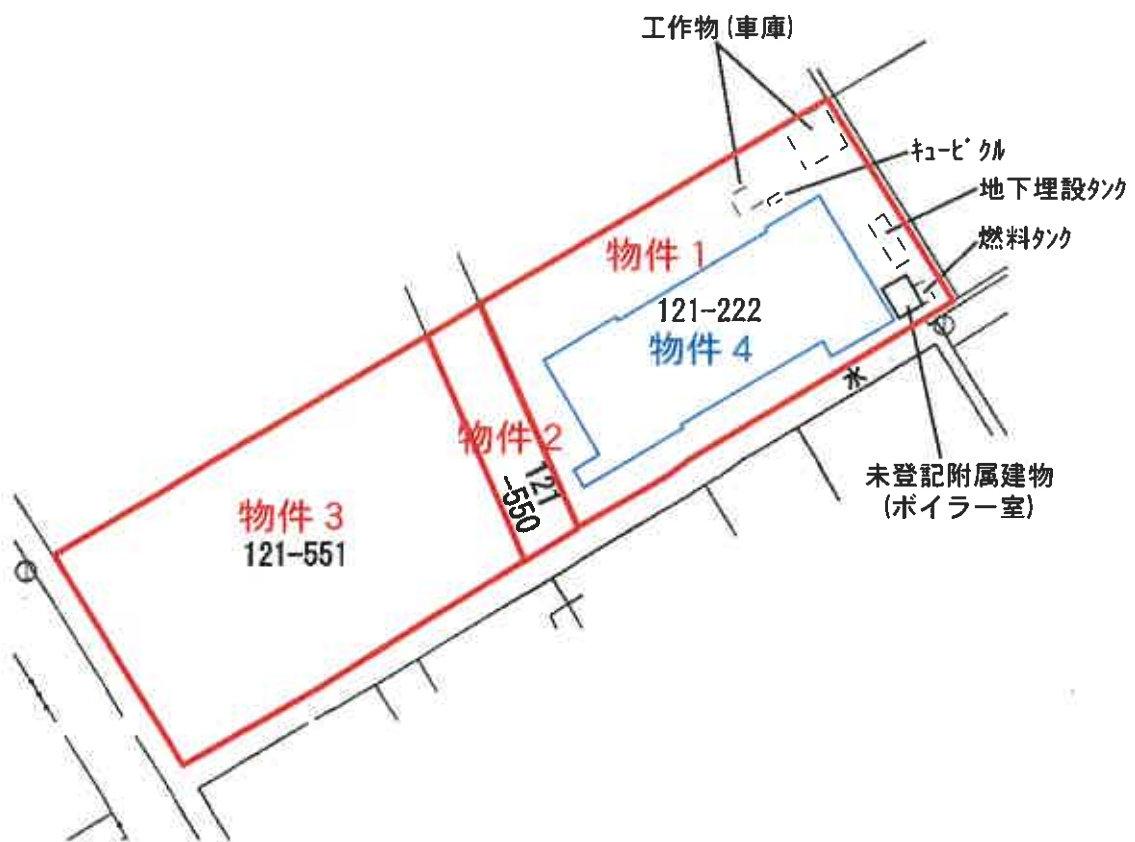 工作物(車庫)
キュービクル
地下埋設タンク
燃料タンク
物件1
121-222
物件4
水
物件2
121
-550
未登記附属建物
(ボイラー室)
物件3
121-551